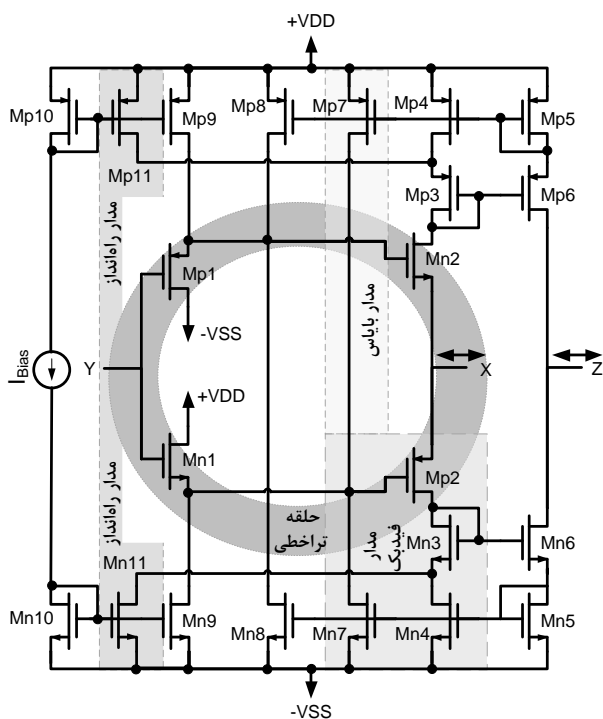 +VDD
Mp10
Mp11
Mp9
Mp8
Mp7
Mp4
Mp5
Mp3
Mp6
مدار راه‌انداز
Mp1
Mn2
-VSS
مدار بایاس
I_Bias
Y
X
Z
+VDD
Mn1
Mp2
مدار راه‌انداز
حلقه
تراخطی
مدار
فیدبک
Mn3
Mn6
Mn11
Mn10
Mn9
Mn8
Mn7
Mn4
Mn5
-VSS